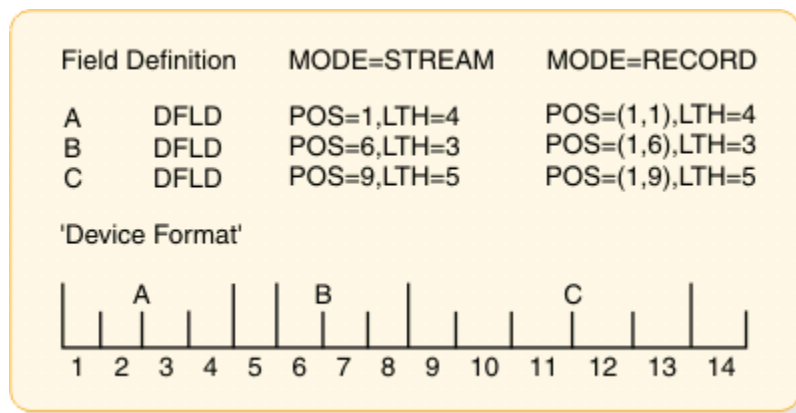 Field Definition MODE=STREAM MODE=RECORD
A DFLD POS=1,LTH=4 POS=(1,1),LTH=4
B DFLD POS=6,LTH=3 POS=(1,6),LTH=3
C DFLD POS=9,LTH=5 POS=(1,9),LTH=5
'Device Format'
A B C
1 2 3 4 5 6 7 8 9 10 11 12 13 14